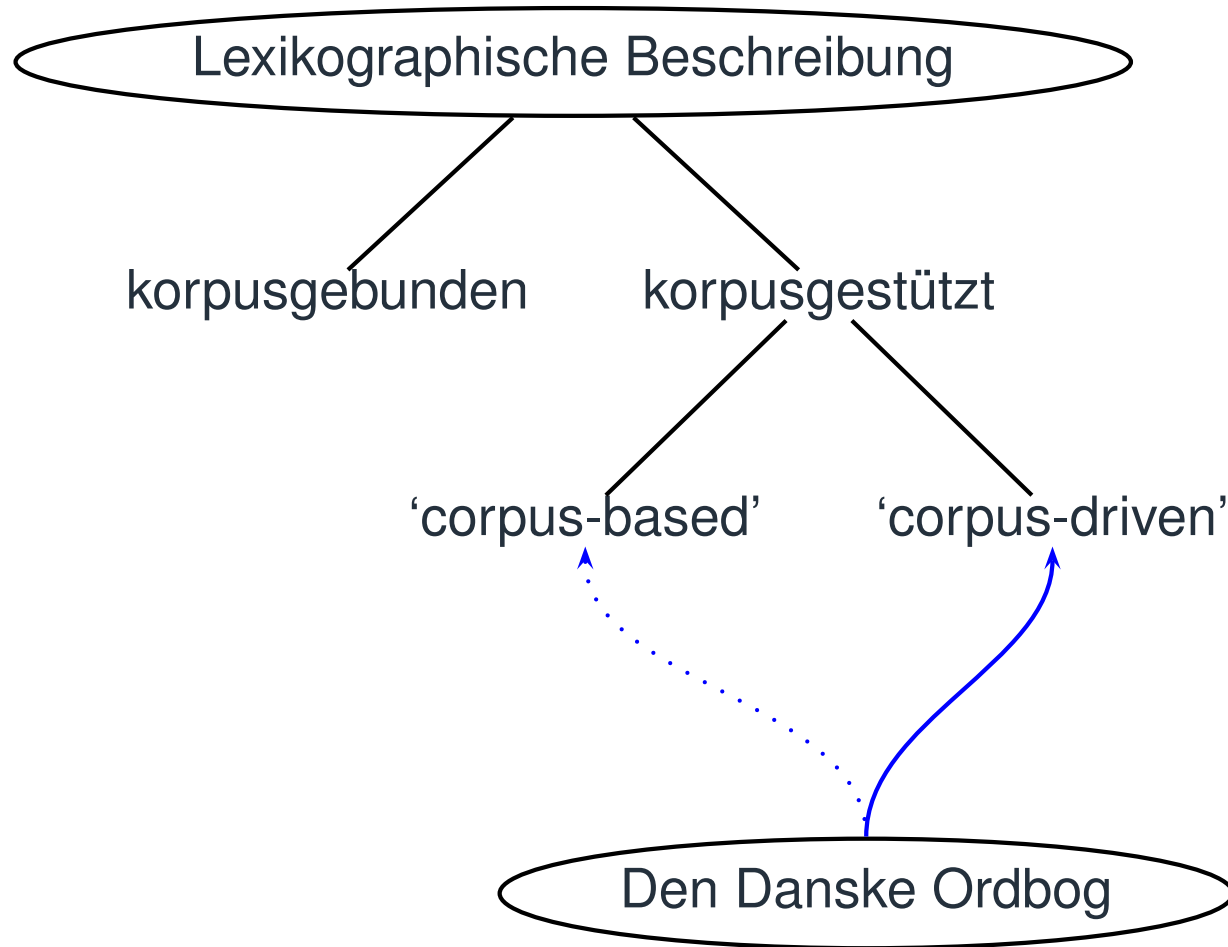 Lexikographische Beschreibung
korpusgebunden korpusgestützt
‘corpus-based’ ‘corpus-driven’
Den Danske Ordbog